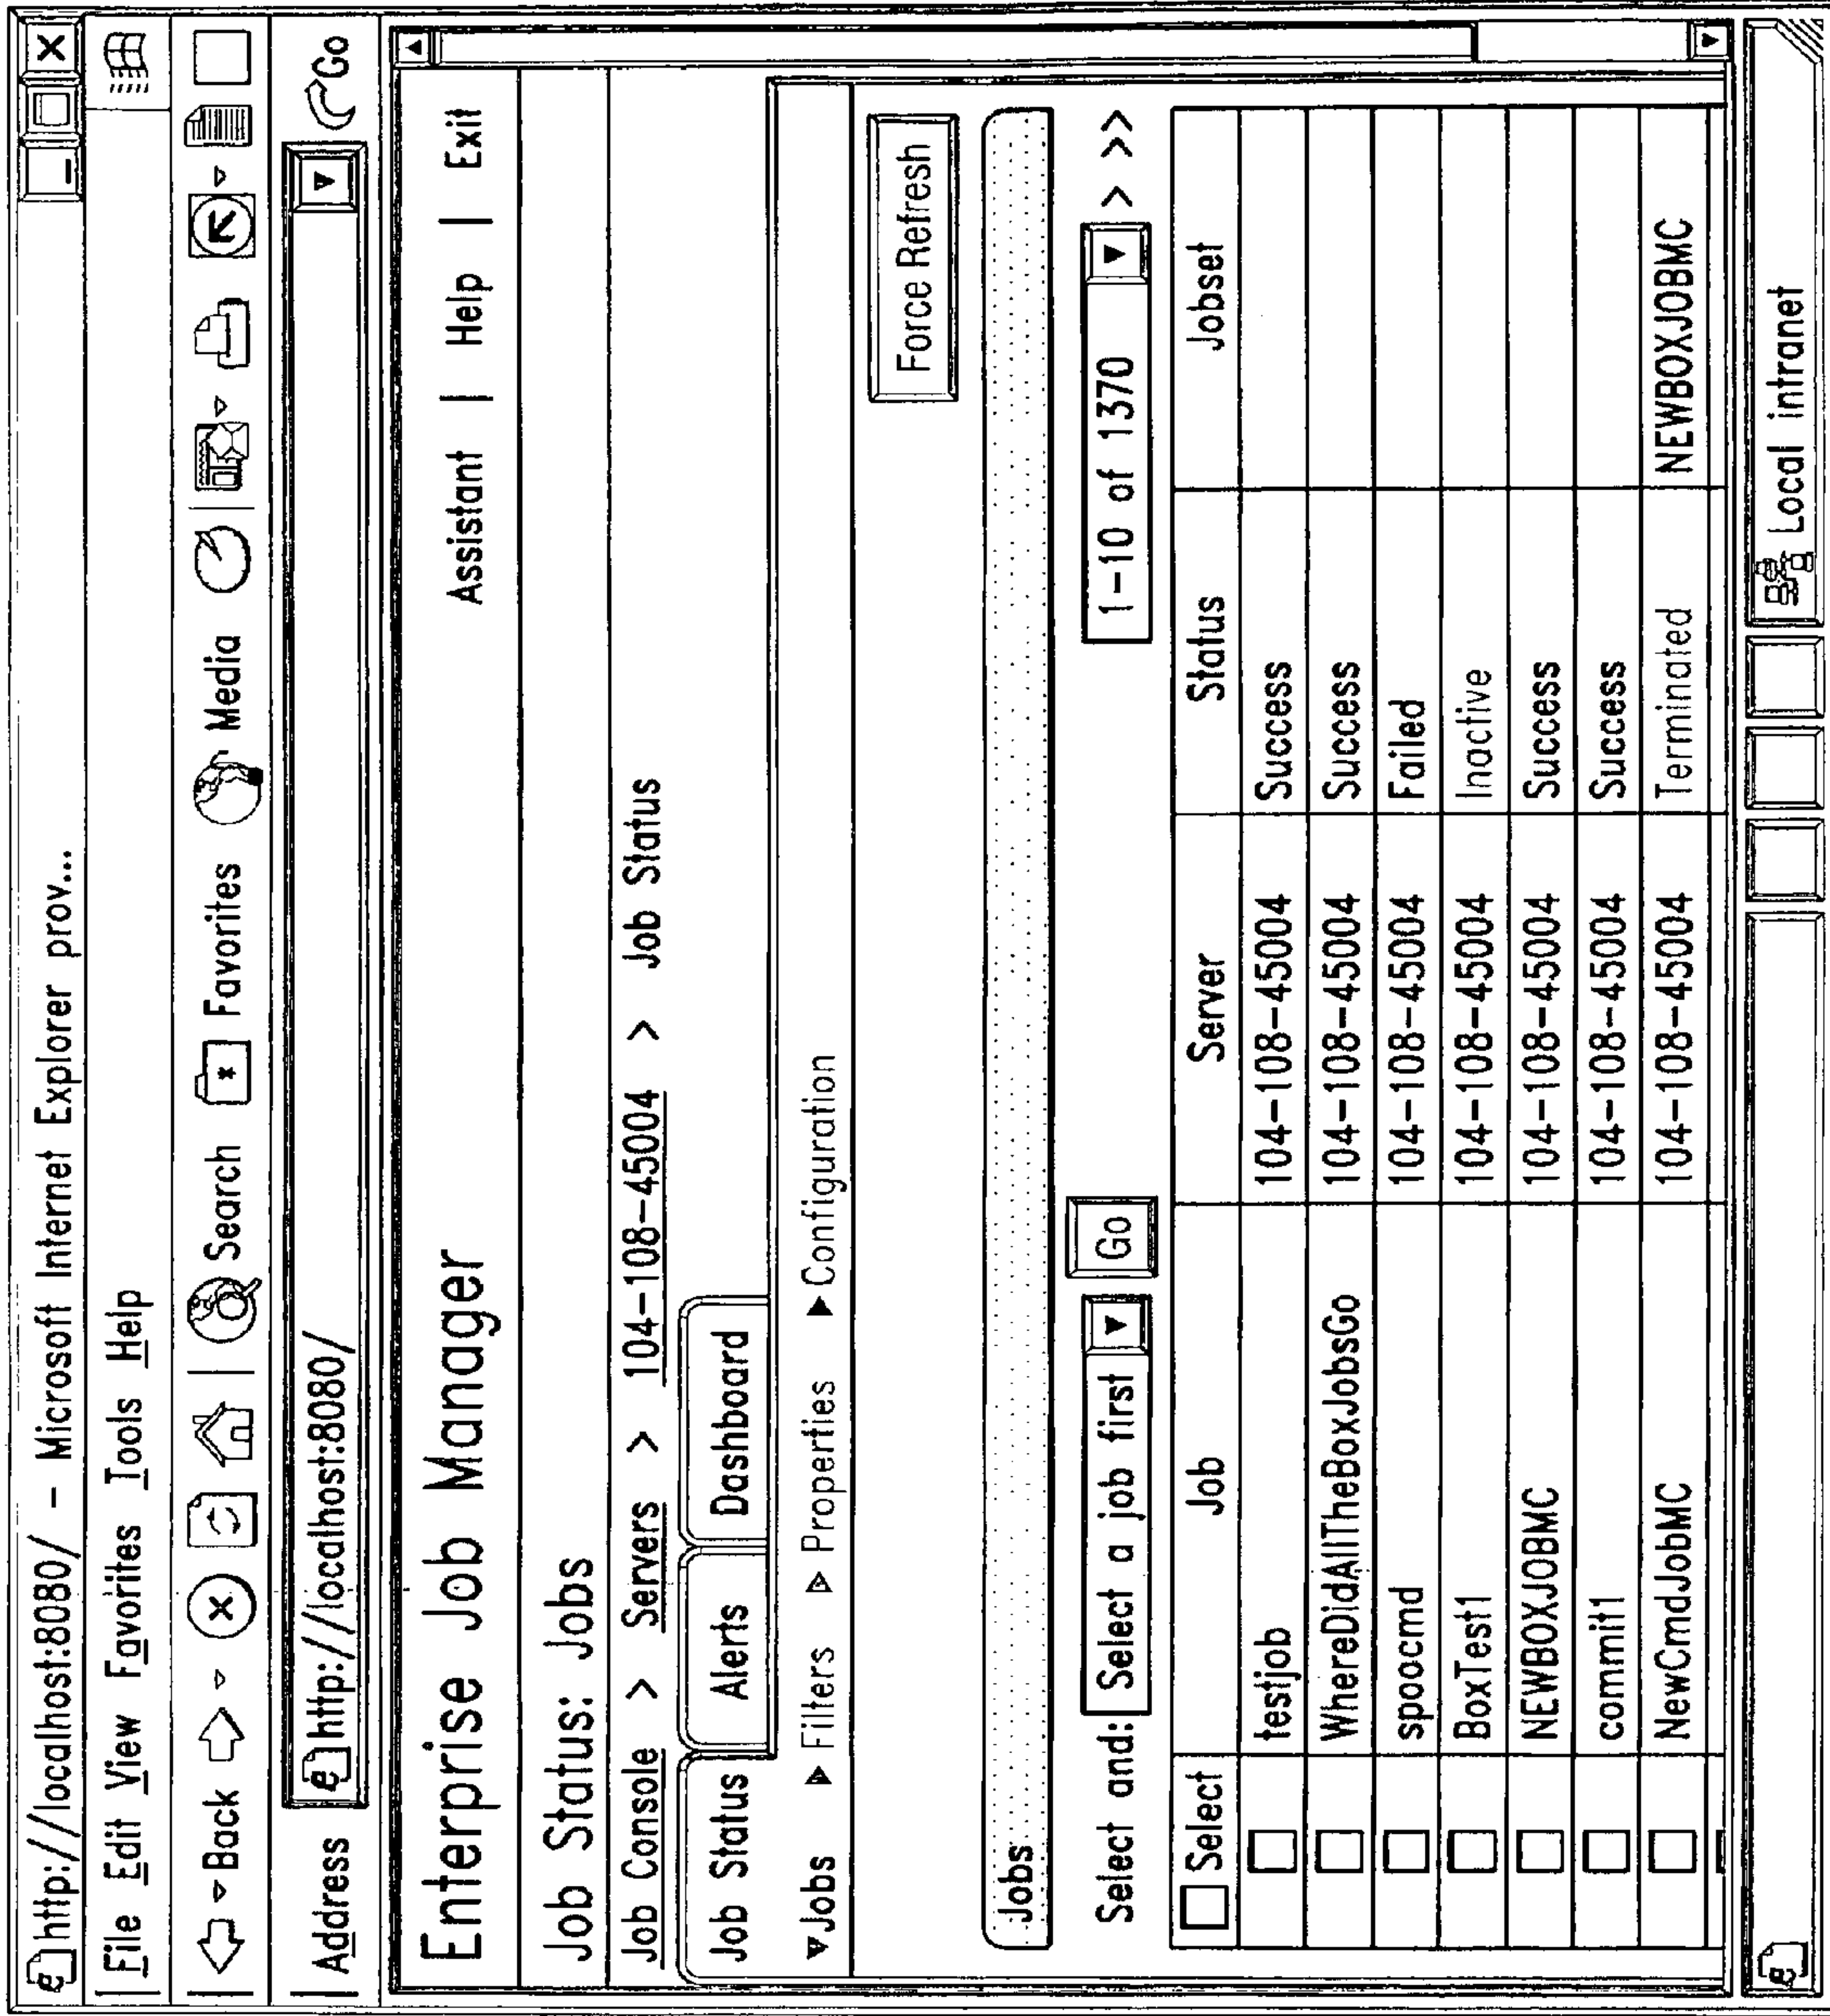 http://localhost:8080/ - Microsoft Internet Explorer prov...
File Edit View Favorites Tools Help
Back Search Favorites Media
Address http://localhost:8080/ Go
Enterprise Job Manager Assistant | Help | Exit
Job Status: Jobs
Job Console > Servers > 104-108-45004 > Job Status
Job Status Alerts Dashboard
Jobs Filters Properties Configuration
Force Refresh
Jobs
Select and: Select a job first Go 1-10 of 1370 > >>
Select Job Server Status Jobset
testjob 104-108-45004 Success
WhereDidAllTheBoxJobsGo 104-108-45004 Success
spoocmd 104-108-45004 Failed
BoxTest1 104-108-45004 Inactive
NEWBOXJOBMC 104-108-45004 Success
commit1 104-108-45004 Success
NewCmdJobMC 104-108-45004 Terminated NEWBOXJOBMC
Local intranet